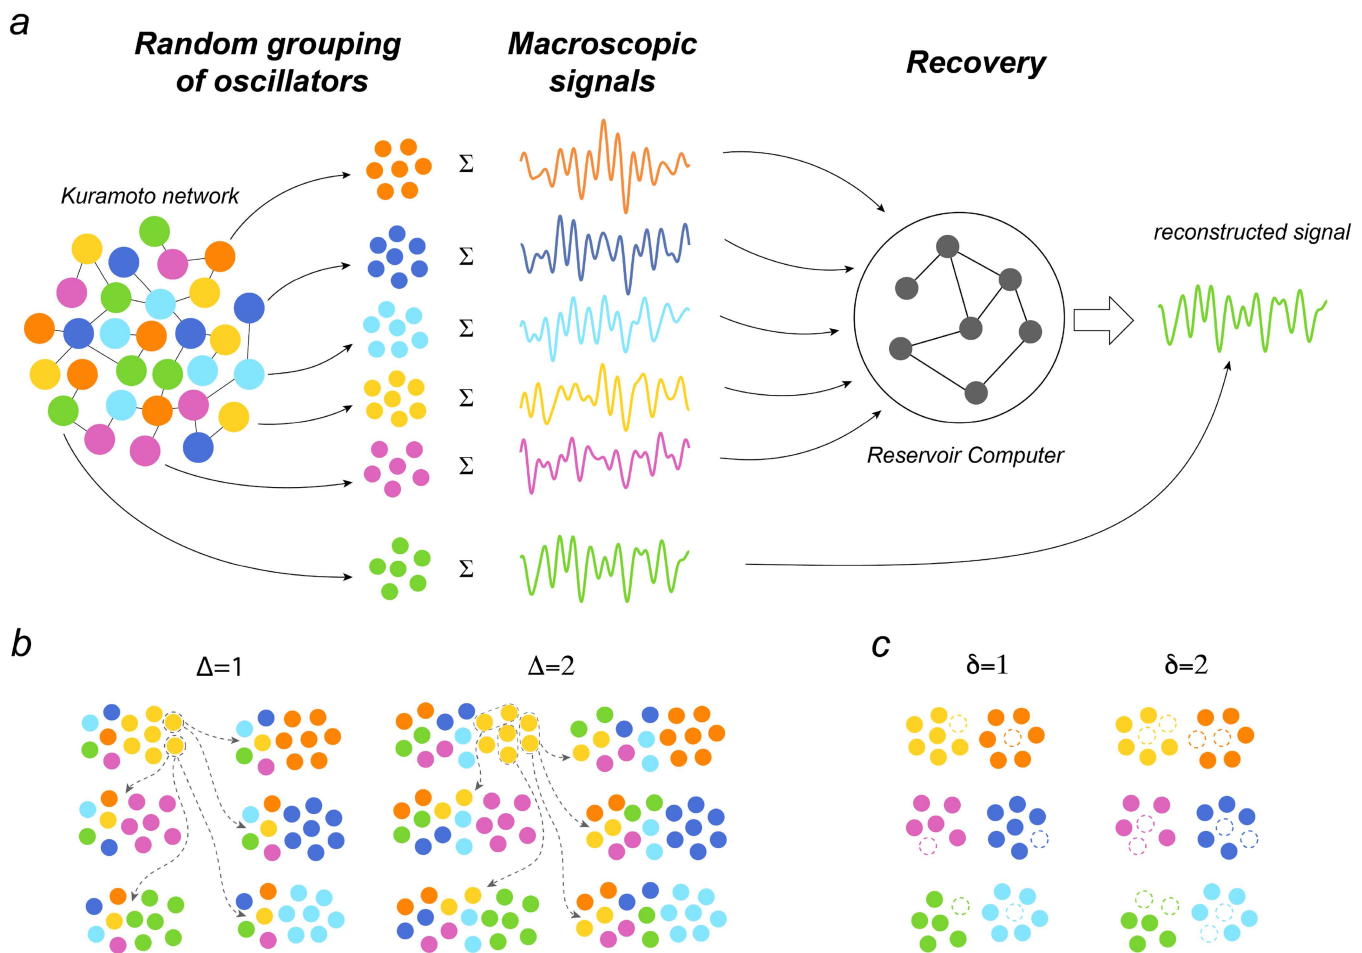 a
Random grouping
of oscillators
Macroscopic
signals
Recovery
Kuramoto network
Σ
Σ
Σ
Σ
Σ
Σ
reconstructed signal
Reservoir Computer
b
Δ=1
Δ=2
c
δ=1
δ=2